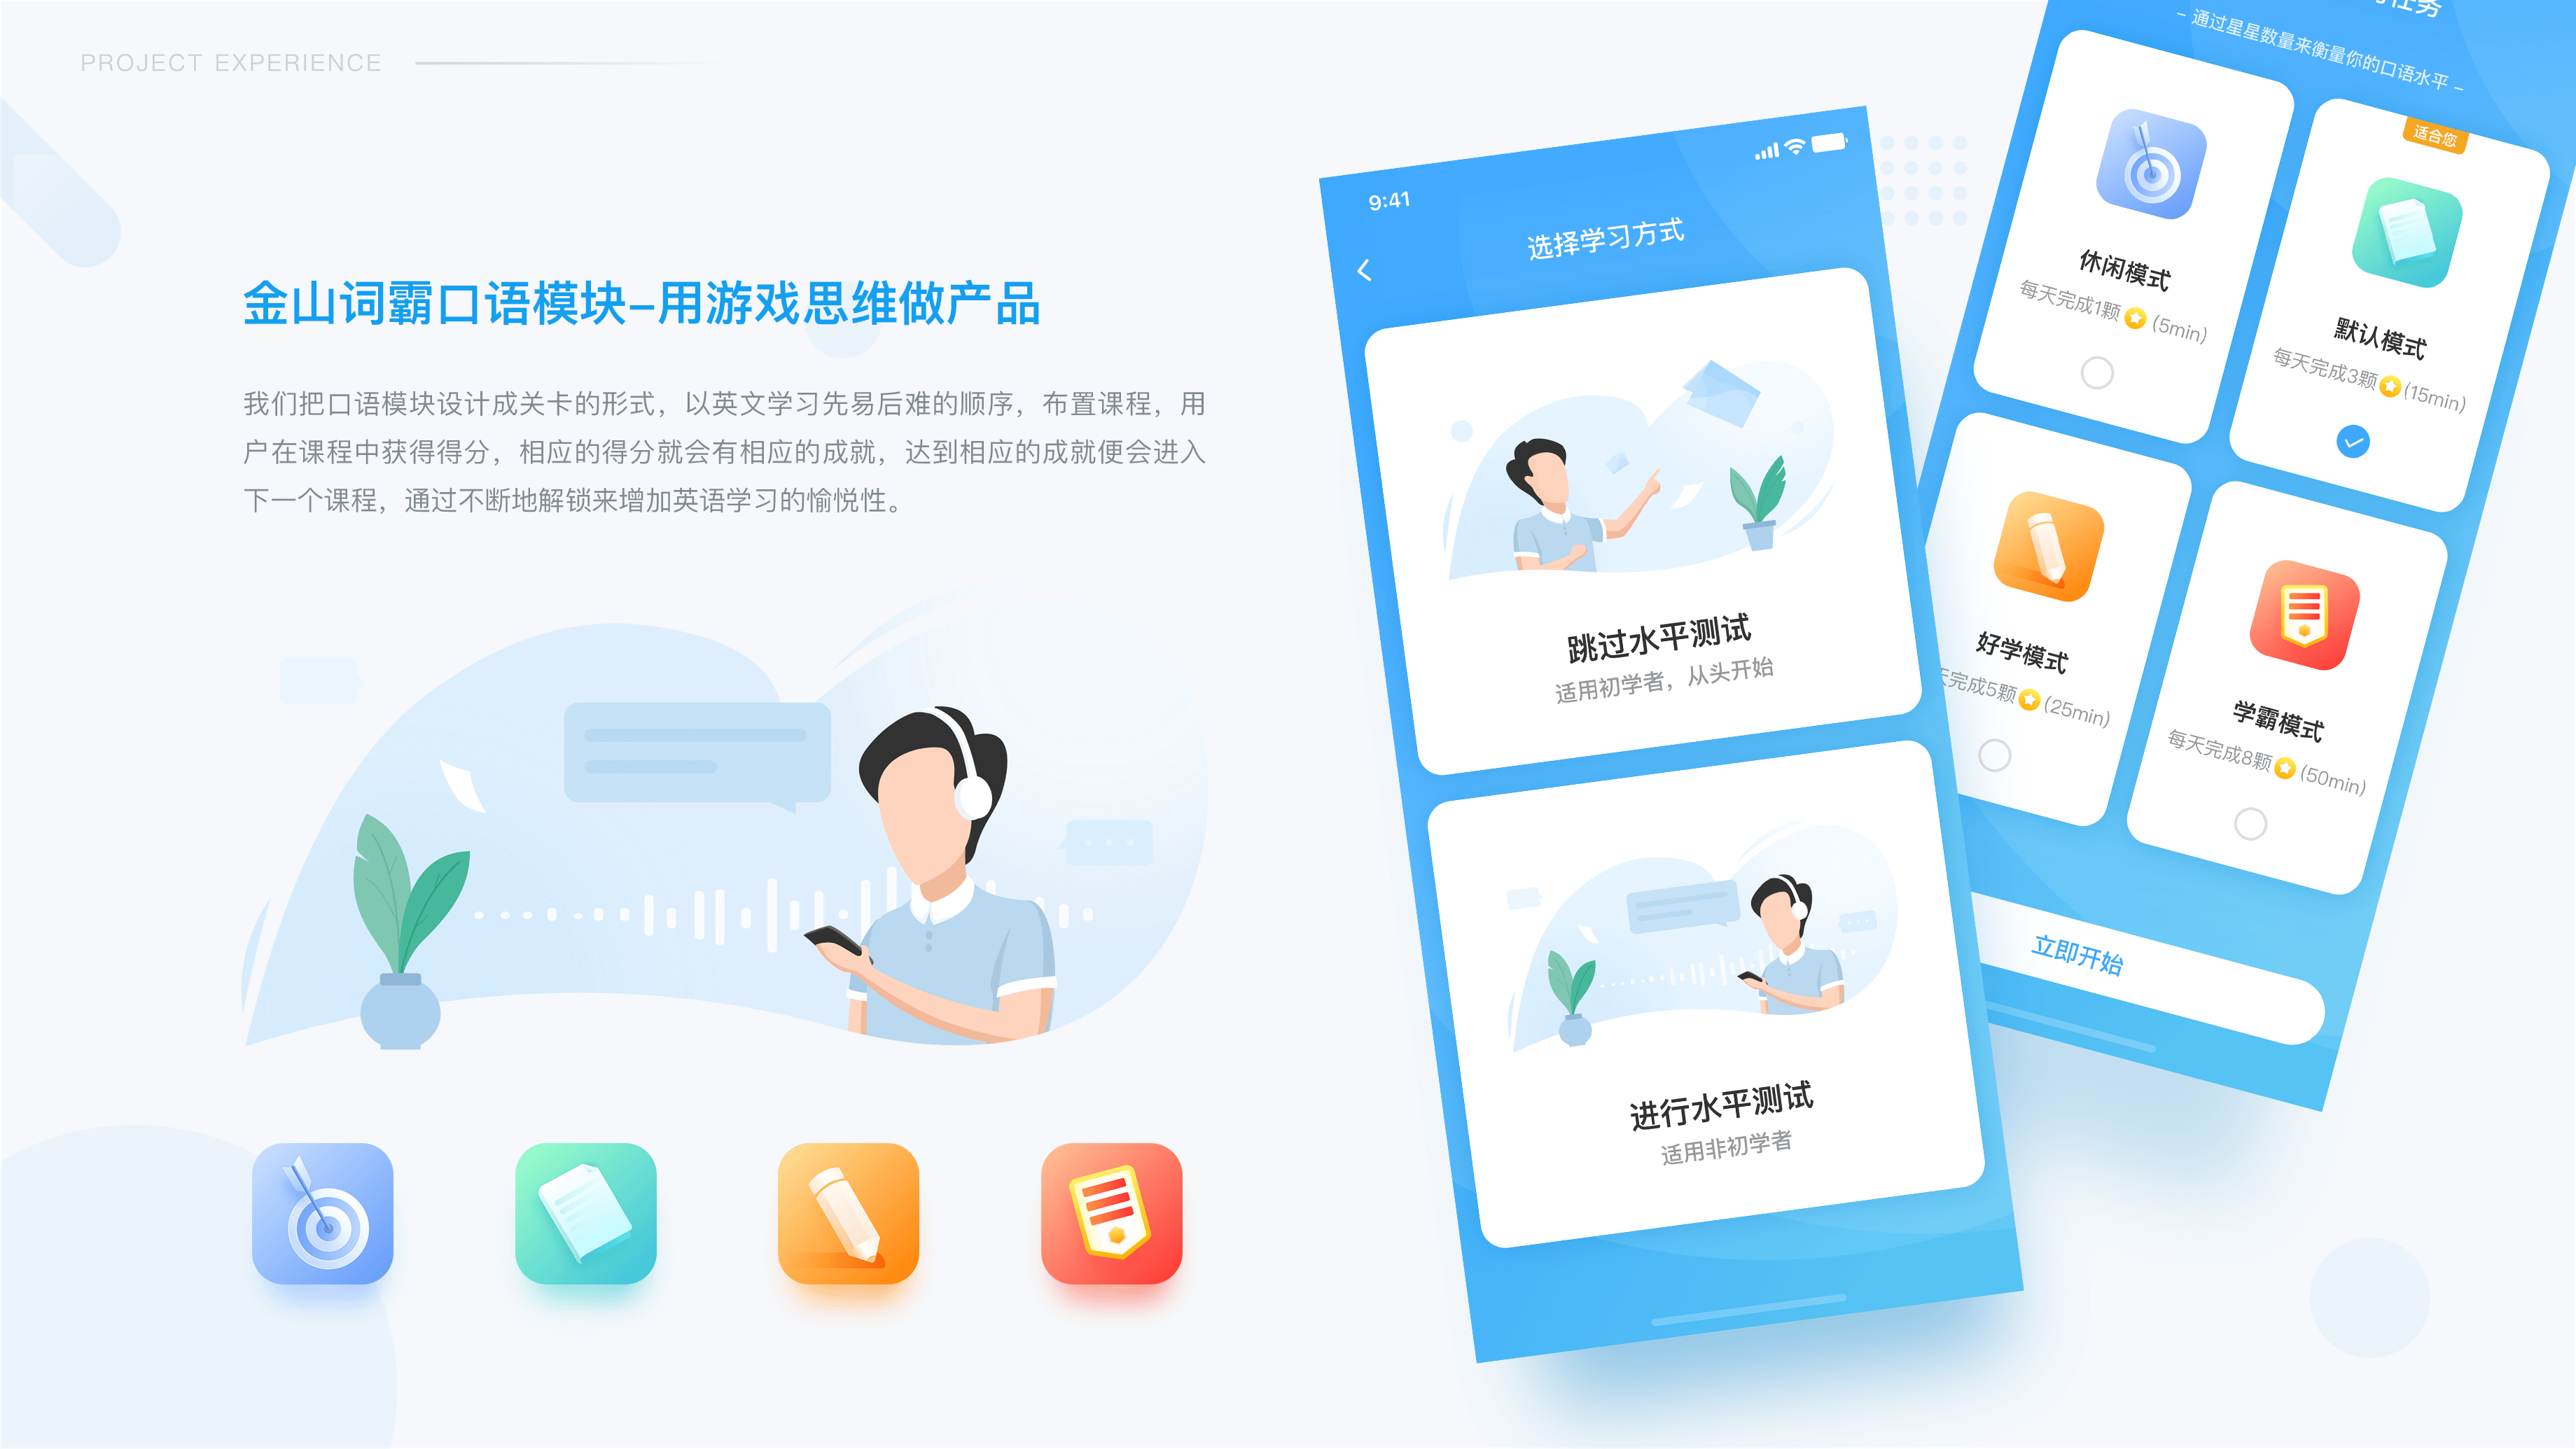 PROJECT EXPERIENCE
金山词霸口语模块–用游戏思维做产品
我们把口语模块设计成关卡的形式，以英文学习先易后难的顺序，布置课程，用
户在课程中获得得分，相应的得分就会有相应的成就，达到相应的成就便会进入
下一个课程，通过不断地解锁来增加英语学习的愉悦性。
9:41
选择学习方式
跳过水平测试
适用初学者，从头开始
进行水平测试
适用非初学者
任务
– 通过星星数量来衡量你的口语水平 –
休闲模式
每天完成1颗 (5min)
适合您
默认模式
每天完成3颗 (15min)
好学模式
完成5颗 (25min)
学霸模式
每天完成8颗 (50min)
立即开始